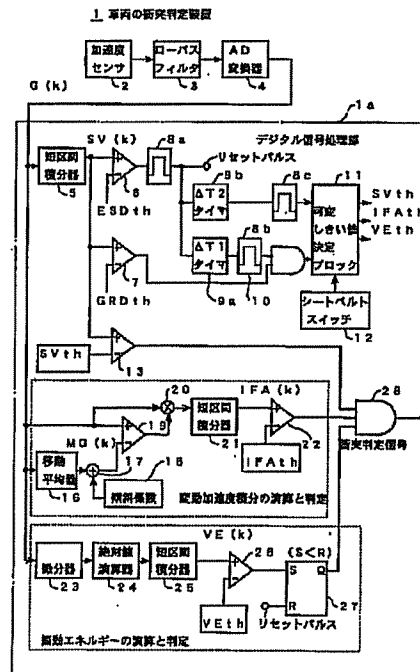 1 車両の衝突判定装置
加速度
センサ
2
ローパス
フィルタ
3
AD
変換器
4
G(k)
1a
デジタル信号処理部
SV(k)
8a
リセットパルス
短区間
積分器
5
6
ESDth
9b
ΔT2
タイマ
8c
11
可変
しきい値
決定
ブロック
SVth
IFAth
VEth
ΔT1
タイマ
9a
8b
10
7
GRDth
シートベルト
スイッチ
12
SVth
13
20
19
MG(k)
短区間
積分器
21
IFA(k)
22
IFAth
28
衝突判定信号
移動
平均器
16
17
18
傾斜係数
変動加速度積分の演算と判定
VE(k)
微分器
23
絶対値
演算器
24
短区間
積分器
25
26
VEth
(S<R)
S Q
R
27
リセットパルス
振動エネルギーの演算と判定